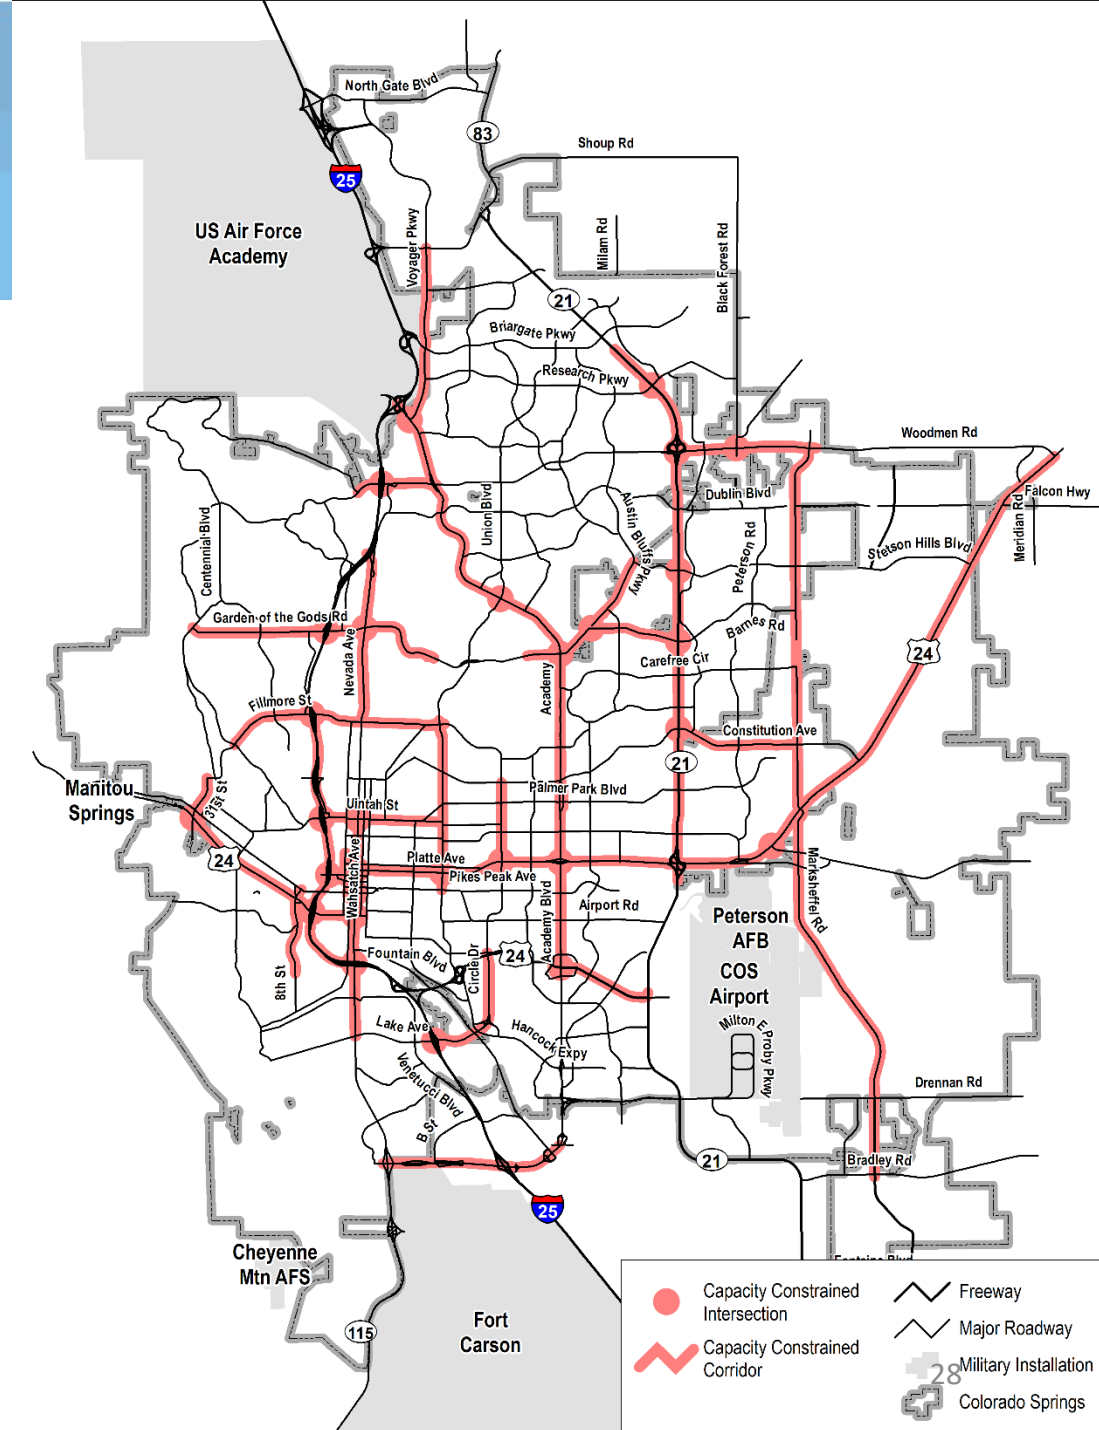 North Gate Blvd
83
Shoup Rd
25
US Air Force
Academy
Voyager Pkwy
Milam Rd
Black Forest Rd
21
Briargate Pkwy
Research Pkwy
Woodmen Rd
Falcon Hwy
Dublin Blvd
Union Blvd
Austin Bluffs Pkwy
Meridian Rd
Centennial Blvd
Peterson Rd
Stetson Hills Blvd
Garden of the Gods Rd
Barnes Rd
Nevada Ave
Carefree Cir
24
Academy
Fillmore St
Constitution Ave
21
Manitou
Springs
31st St
Palmer Park Blvd
Uintah St
24
Wahsatch Ave
Platte Ave
Pikes Peak Ave
Marksheffel Rd
Academy Blvd
Airport Rd
Peterson
AFB
COS
Airport
Fountain Blvd
24
Circle Dr
8th St
Lake Ave
Hancock Expy
Milton E Proby Pkwy
Venetucci Blvd
Drennan Rd
B St
21
Bradley Rd
25
Cheyenne
Mtn AFS
Fontaine Blvd
115
Fort
Carson
Capacity Constrained
Intersection
Capacity Constrained
Corridor
Freeway
Major Roadway
Military Installation
28
Colorado Springs